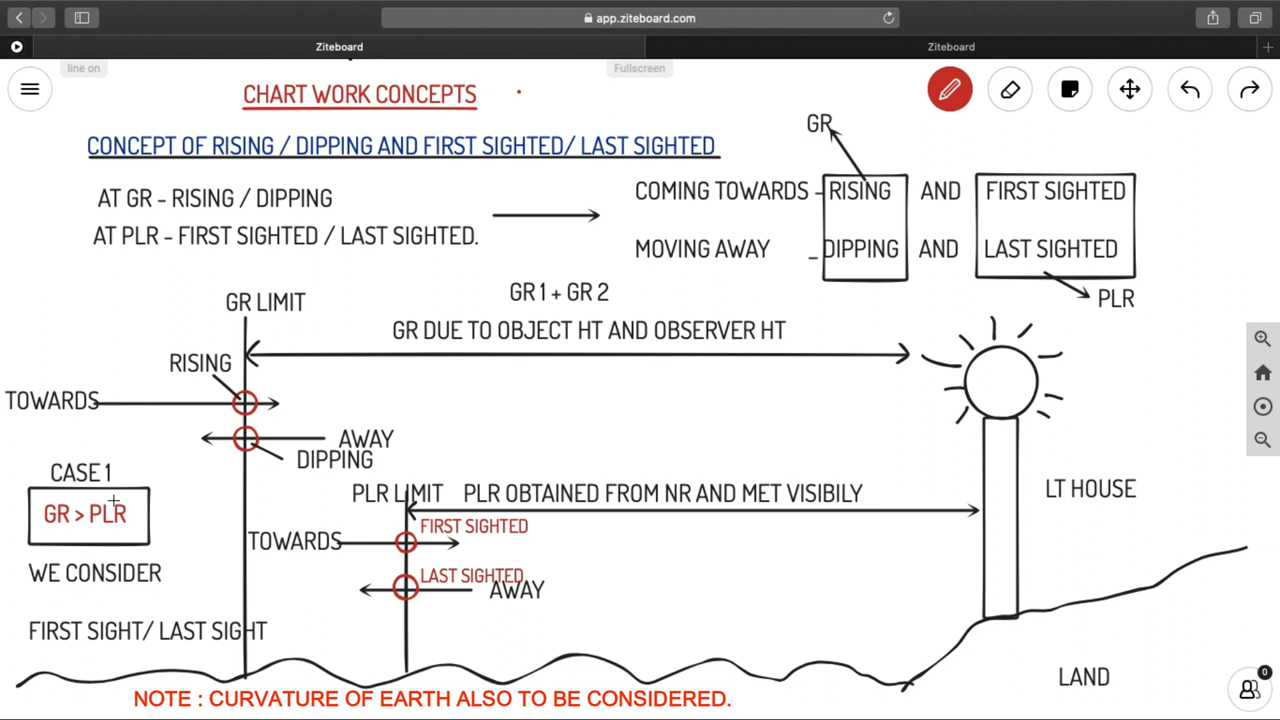 app.ziteboard.com
Ziteboard
Ziteboard
line on
Fullscreen
CHART WORK CONCEPTS
GR
CONCEPT OF RISING / DIPPING AND FIRST SIGHTED/ LAST SIGHTED
AT GR - RISING / DIPPING
COMING TOWARDS - RISING AND FIRST SIGHTED
AT PLR - FIRST SIGHTED / LAST SIGHTED.
MOVING AWAY - DIPPING AND LAST SIGHTED
PLR
GR 1 + GR 2
GR LIMIT
GR DUE TO OBJECT HT AND OBSERVER HT
RISING
TOWARDS
AWAY
DIPPING
CASE 1
PLR LIMIT PLR OBTAINED FROM NR AND MET VISIBILY
LT HOUSE
GR > PLR
FIRST SIGHTED
TOWARDS
WE CONSIDER
LAST SIGHTED
AWAY
FIRST SIGHT/ LAST SIGHT
LAND
0
NOTE : CURVATURE OF EARTH ALSO TO BE CONSIDERED.